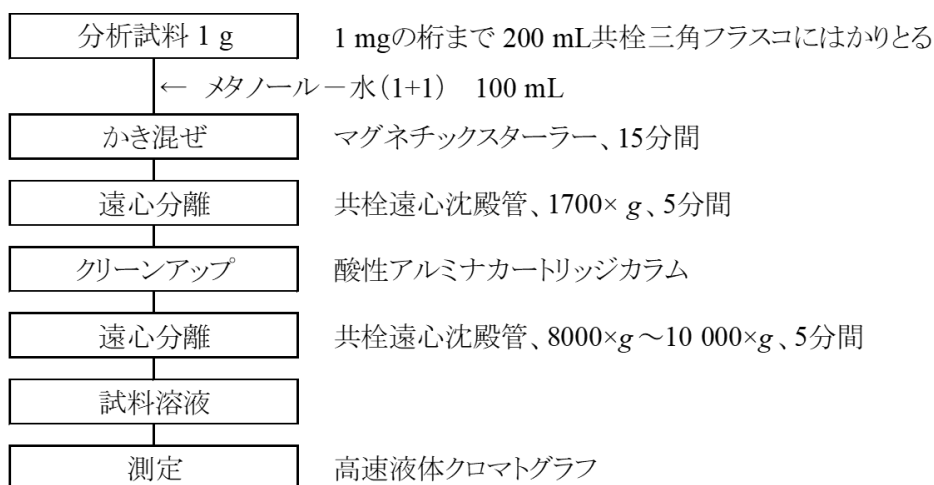 分析試料 1 g 1 mgの桁まで 200 mL共栓三角フラスコにはかりとる
← メタノール－水(1+1) 100 mL
かき混ぜ マグネチックスターラー、15分間
遠心分離 共栓遠心沈殿管、1700× g、5分間
クリーンアップ 酸性アルミナカートリッジカラム
遠心分離 共栓遠心沈殿管、8000×g～10 000×g、5分間
試料溶液
測定 高速液体クロマトグラフ